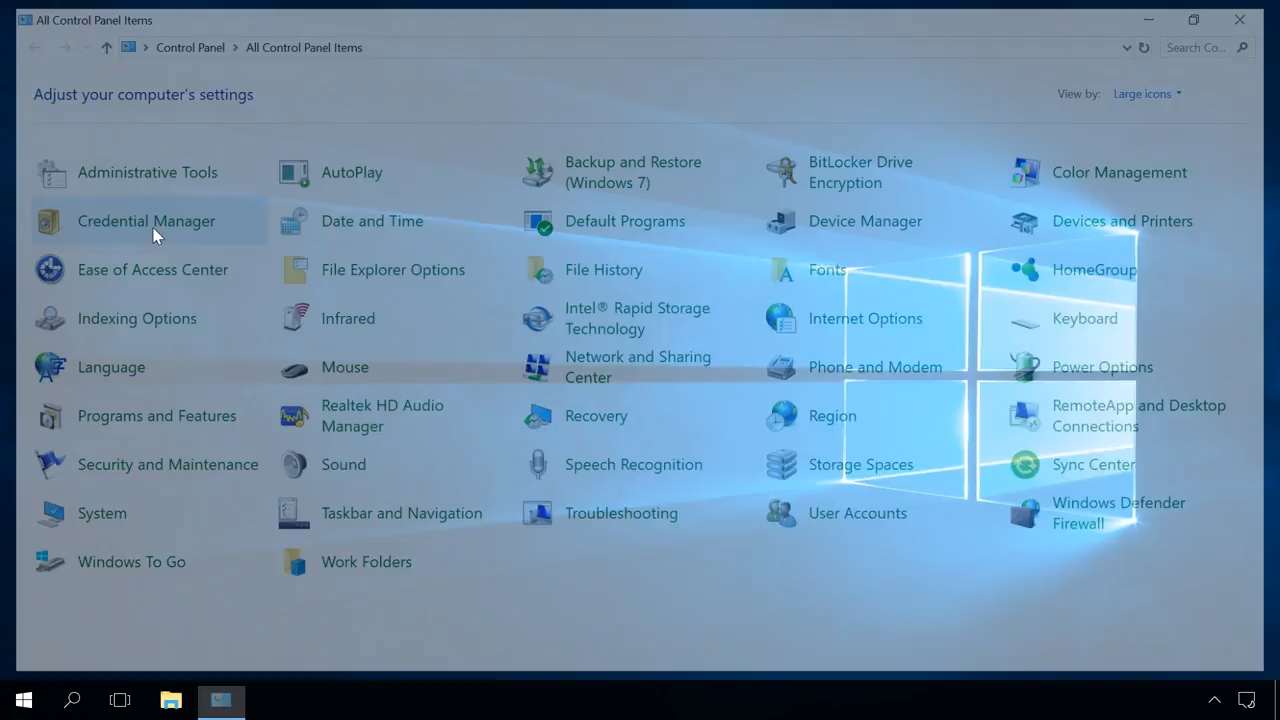 All Control Panel Items
Control Panel
All Control Panel Items
Search Co...
Adjust your computer's settings
View by:
Large icons
Administrative Tools
AutoPlay
Backup and Restore
(Windows 7)
BitLocker Drive
Encryption
Color Management
Credential Manager
Date and Time
Default Programs
Device Manager
Devices and Printers
Ease of Access Center
File Explorer Options
File History
Fonts
HomeGroup
Indexing Options
Infrared
Intel® Rapid Storage
Technology
Internet Options
Keyboard
Language
Mouse
Network and Sharing
Center
Phone and Modem
Power Options
Programs and Features
Realtek HD Audio
Manager
Recovery
Region
RemoteApp and Desktop
Connections
Security and Maintenance
Sound
Speech Recognition
Storage Spaces
Sync Center
System
Taskbar and Navigation
Troubleshooting
User Accounts
Windows Defender
Firewall
Windows To Go
Work Folders